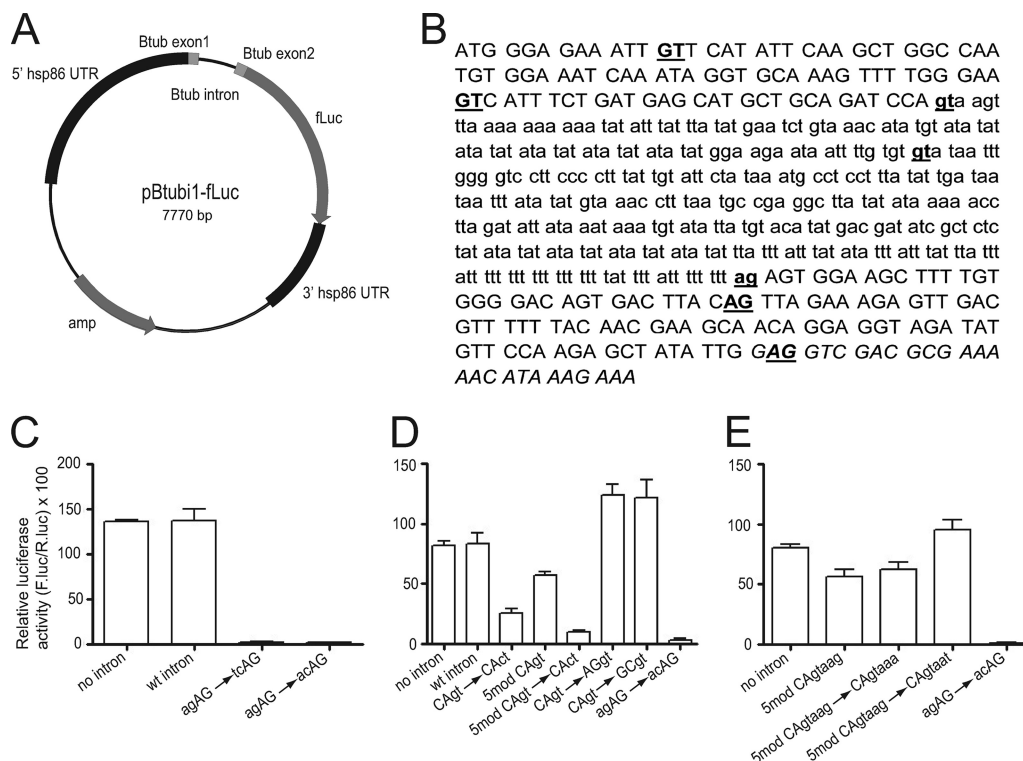 A
Btub exon1
Btub exon2
5' hsp86 UTR
Btub intron
fLuc
pBtubi1-fLuc
7770 bp
3' hsp86 UTR
amp
B
ATG GGA GAA ATT GTT CAT ATT CAA GCT GGC CAA
TGT GGA AAT CAA ATA GGT GCA AAG TTT TGG GAA
GTC ATT TCT GAT GAG CAT GCT GCA GAT CCA gta agt
tta aaa aaa aaa tat att tat tta tat gaa tct gta aac ata tgt ata tat
ata tat ata tat ata tat ata tat gga aga ata att ttg tgt gta taa ttt
ggg gtc ctt ccc ctt tat tgt att cta taa atg cct cct tta tat tga taa
taa ttt ata tat gta aac ctt taa tgc cga ggc tta tat ata aaa acc
tta gat att ata aat aaa tgt ata tta tgt aca tat gac gat atc gct ctc
tat ata tat ata tat ata tat ata tat tta ttt att tat ata ttt att tat tta ttt
att ttt ttt ttt ttt ttt ttt tat ttt att ttt ttt ag AGT GGA AGC TTT TGT
GGG GAC AGT GAC TTA CAG TTA GAA AGA GTT GAC
GTT TTT TAC AAC GAA GCA ACA GGA GGT AGA TAT
GTT CCA AGA GCT ATA TTG GAG GTC GAC GCG AAA
AAC ATA AAG AAA
C
Relative luciferase
activity (F.luc/R.luc) x 100
200
150
100
50
0
no intron
wt intron
agAG → tcAG
agAG → acAG
D
150
100
50
0
no intron
wt intron
CAgt → CAct
5mod CAgt
5mod CAgt → CAct
CAgt → AGgt
CAgt → GCgt
agAG → acAG
E
150
100
50
0
no intron
5mod CAgtaag
5mod CAgtaag → CAgtaaa
5mod CAgtaag → CAgtaat
agAG → acAG